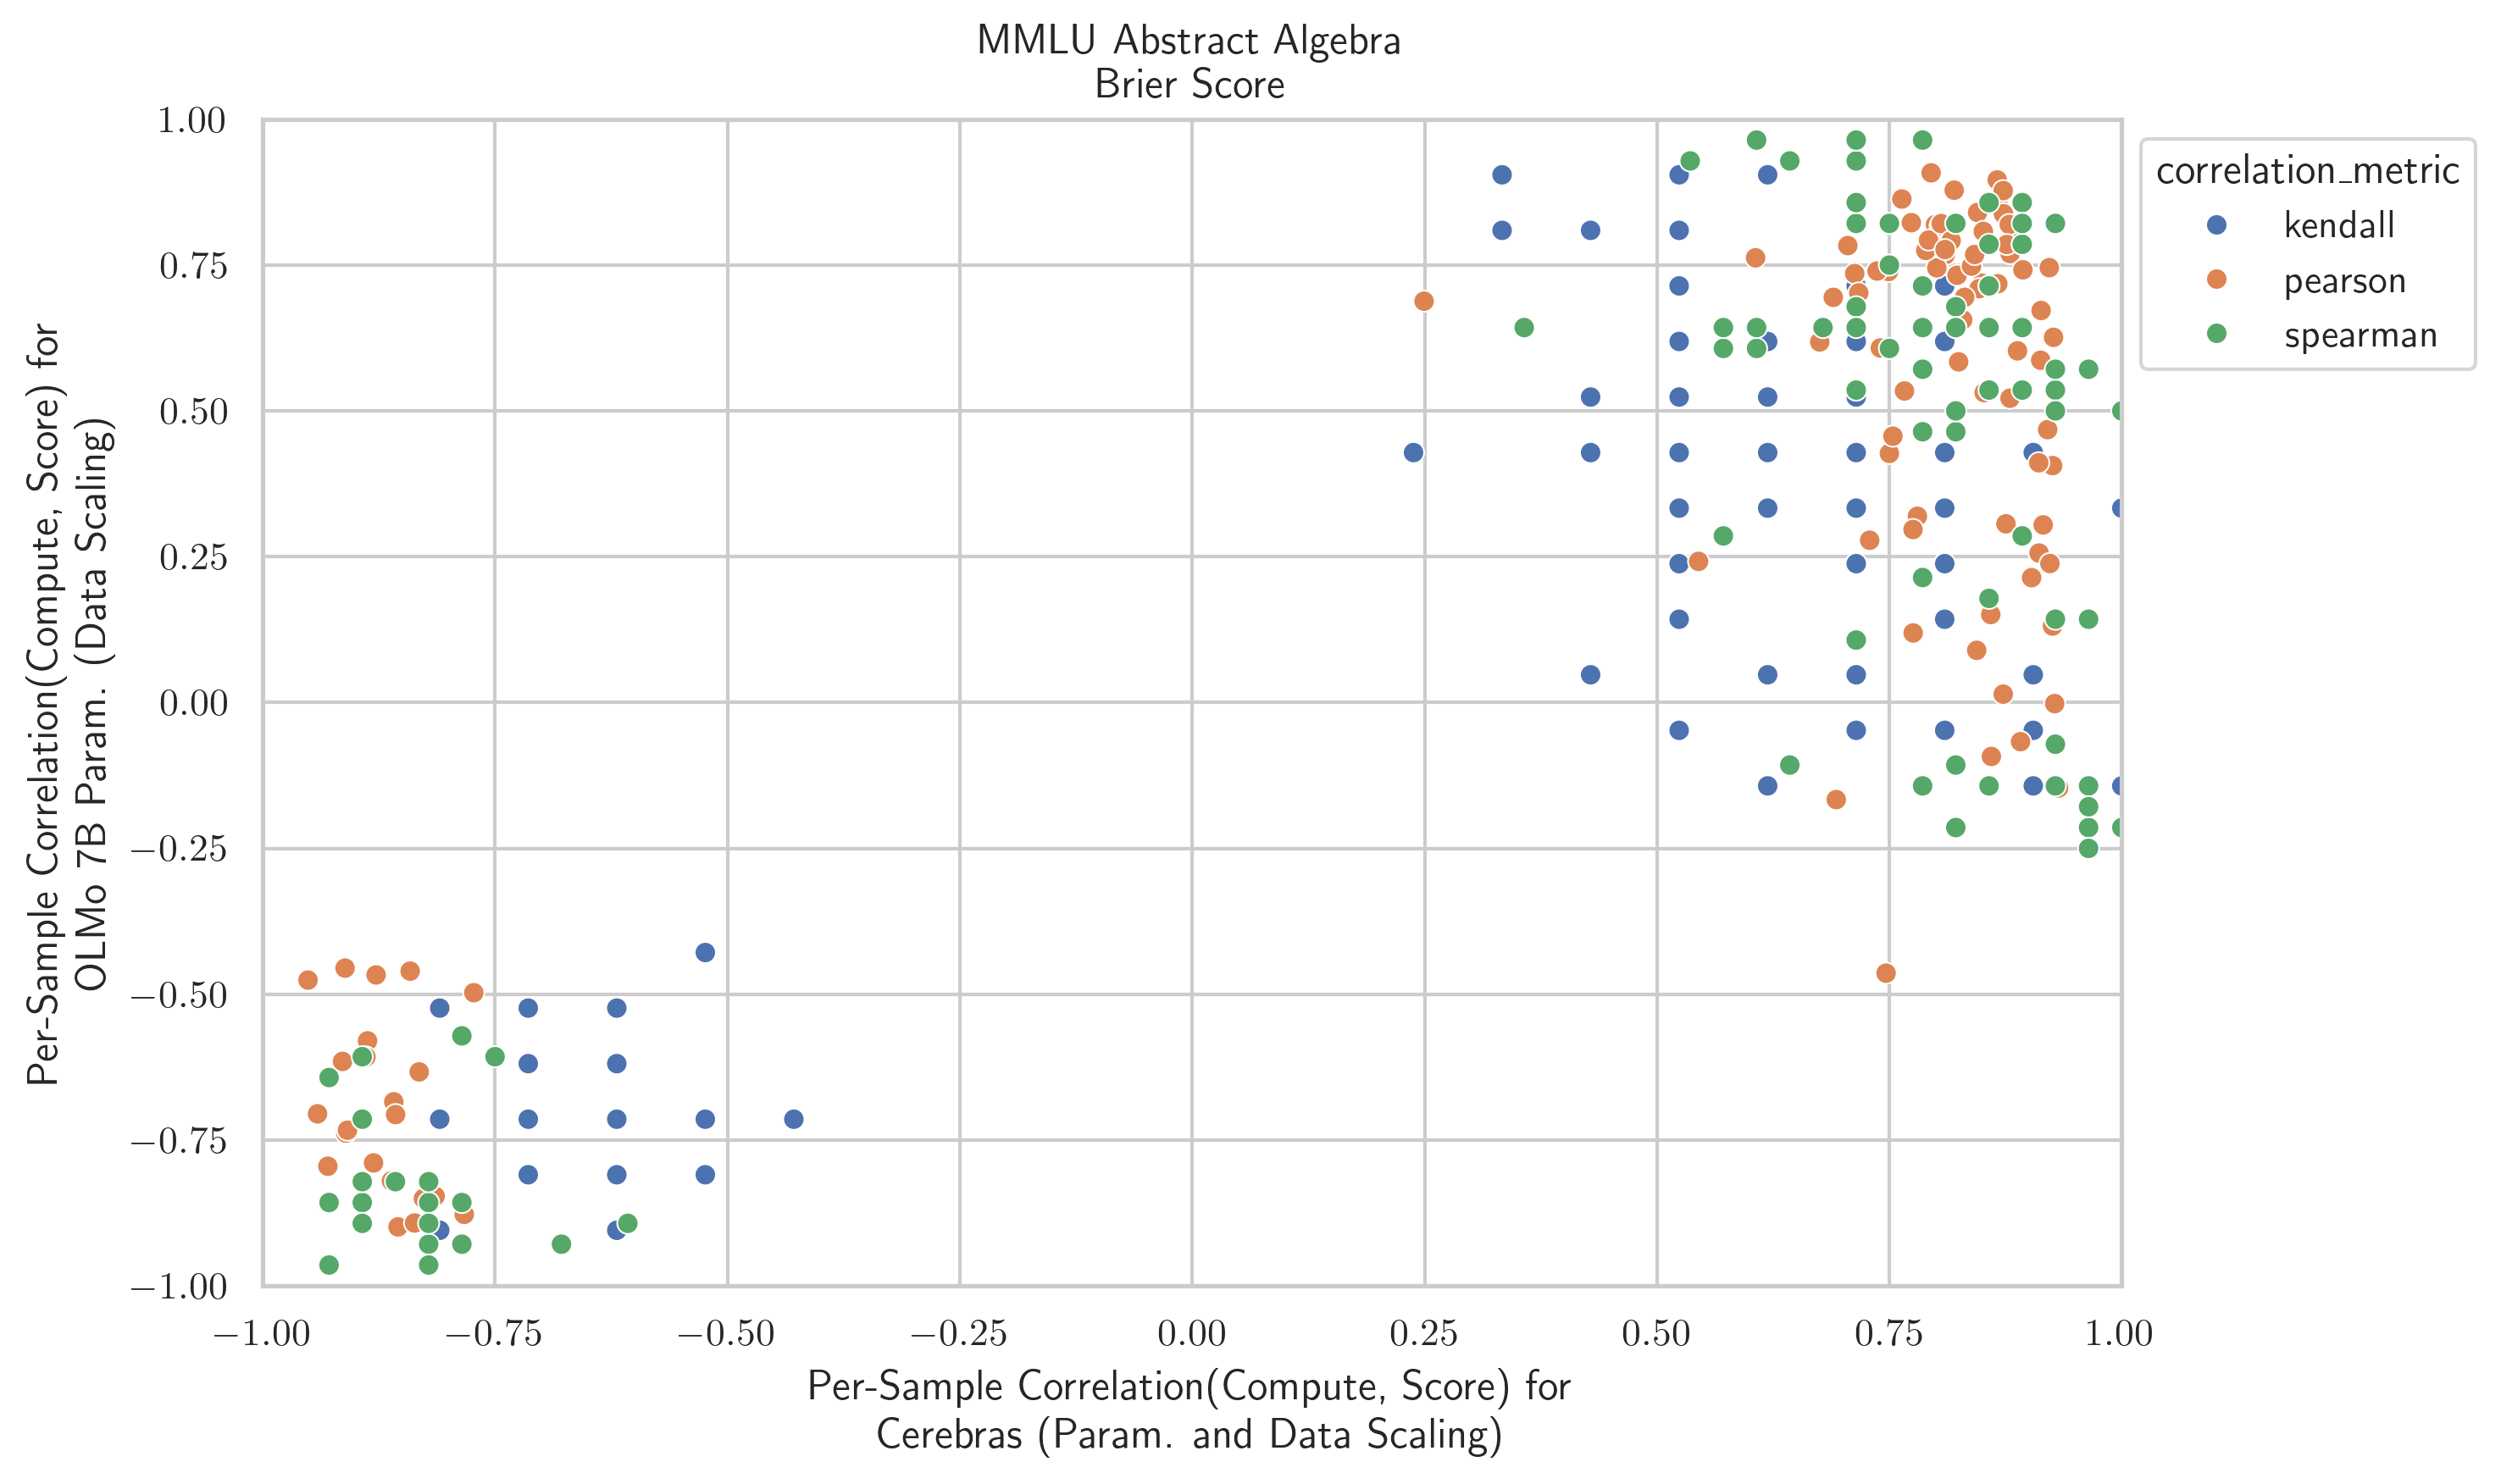 MMLU Abstract Algebra
Brier Score
Per-Sample Correlation(Compute, Score) for
OLMo 7B Param. (Data Scaling)
1.00
0.75
0.50
0.25
0.00
−0.25
−0.50
−0.75
−1.00
−1.00 −0.75 −0.50 −0.25 0.00 0.25 0.50 0.75 1.00
Per-Sample Correlation(Compute, Score) for
Cerebras (Param. and Data Scaling)
correlation_metric
kendall
pearson
spearman